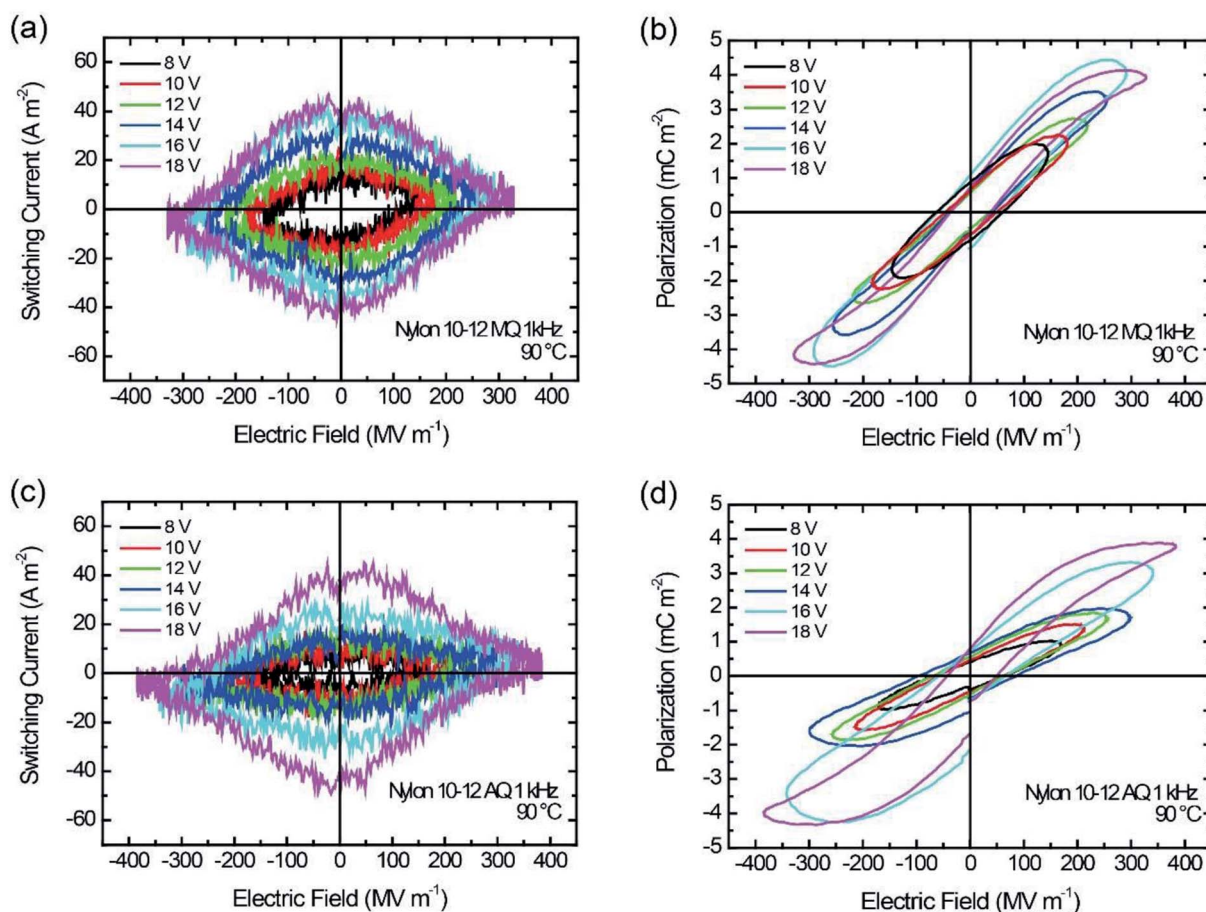 (a)
60
40
20
0
-20
-40
-60
8 V
10 V
12 V
14 V
16 V
18 V
Nylon 10-12 MQ 1kHz
90 °C
-400 -300 -200 -100 0 100 200 300 400
Electric Field (MV m-1)
Switching Current (A m-2)
(b)
5
4
3
2
1
0
-1
-2
-3
-4
-5
8 V
10 V
12 V
14 V
16 V
18 V
Nylon 10-12 MQ 1kHz
90 °C
-400 -300 -200 -100 0 100 200 300 400
Electric Field (MV m-1)
Polarization (mC m-2)
(c)
60
40
20
0
-20
-40
-60
8 V
10 V
12 V
14 V
16 V
18 V
Nylon 10-12 AQ 1 kHz
90 °C
-400 -300 -200 -100 0 100 200 300 400
Electric Field (MV m-1)
Switching Current (A m-2)
(d)
5
4
3
2
1
0
-1
-2
-3
-4
-5
8 V
10 V
12 V
14 V
16 V
18 V
Nylon 10-12 AQ 1 kHz
90 °C
-400 -300 -200 -100 0 100 200 300 400
Electric Field (MV m-1)
Polarization (mC m-2)